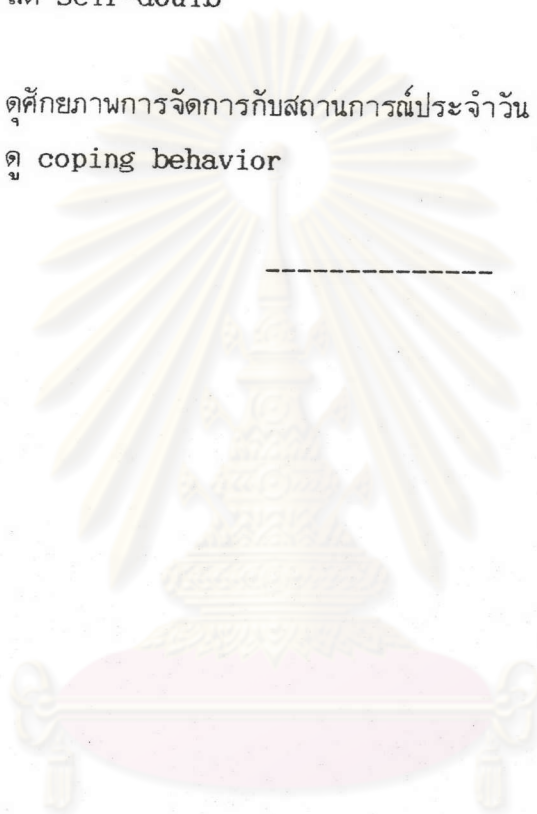 self
ดุศักยภาพการจัดการกับสถานการณ์ประจำวัน
ดู coping behavior
--------------